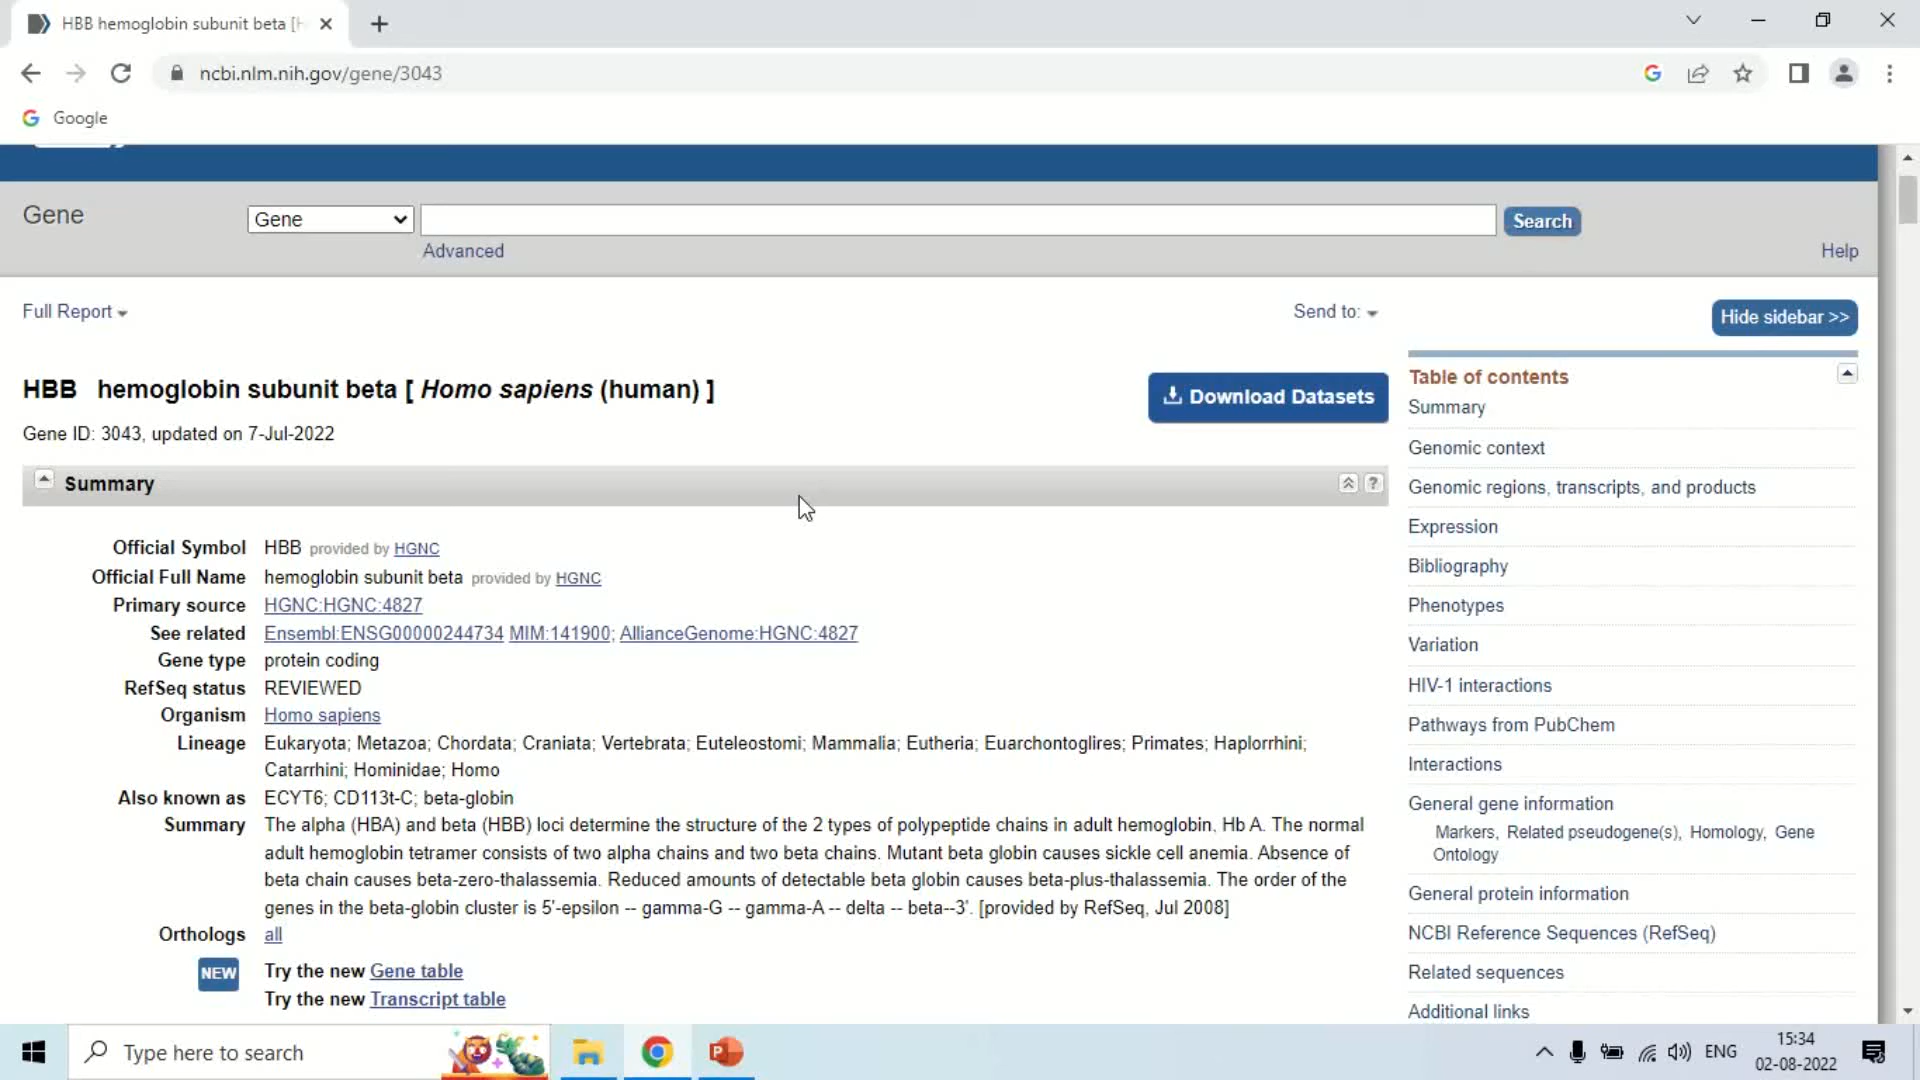 HBB hemoglobin subunit beta [H
ncbi.nlm.nih.gov/gene/3043
Google
Gene
Gene
Search
Advanced
Help
Full Report
Send to:
Hide sidebar >>
HBB hemoglobin subunit beta [ Homo sapiens (human) ]
Download Datasets
Gene ID: 3043, updated on 7-Jul-2022
Summary
?
Official Symbol HBB provided by HGNC
Official Full Name hemoglobin subunit beta provided by HGNC
Primary source HGNC:HGNC:4827
See related Ensembl:ENSG00000244734 MIM:141900; AllianceGenome:HGNC:4827
Gene type protein coding
RefSeq status REVIEWED
Organism Homo sapiens
Lineage Eukaryota; Metazoa; Chordata; Craniata; Vertebrata; Euteleostomi; Mammalia; Eutheria; Euarchontoglires; Primates; Haplorrhini;
Catarrhini; Hominidae; Homo
Also known as ECYT6; CD113t-C; beta-globin
Summary The alpha (HBA) and beta (HBB) loci determine the structure of the 2 types of polypeptide chains in adult hemoglobin, Hb A. The normal
adult hemoglobin tetramer consists of two alpha chains and two beta chains. Mutant beta globin causes sickle cell anemia. Absence of
beta chain causes beta-zero-thalassemia. Reduced amounts of detectable beta globin causes beta-plus-thalassemia. The order of the
genes in the beta-globin cluster is 5'-epsilon -- gamma-G -- gamma-A -- delta -- beta--3'. [provided by RefSeq, Jul 2008]
Orthologs all
NEW Try the new Gene table
Try the new Transcript table
Table of contents
Summary
Genomic context
Genomic regions, transcripts, and products
Expression
Bibliography
Phenotypes
Variation
HIV-1 interactions
Pathways from PubChem
Interactions
General gene information
Markers, Related pseudogene(s), Homology, Gene
Ontology
General protein information
NCBI Reference Sequences (RefSeq)
Related sequences
Additional links
Type here to search
ENG
15:34
02-08-2022